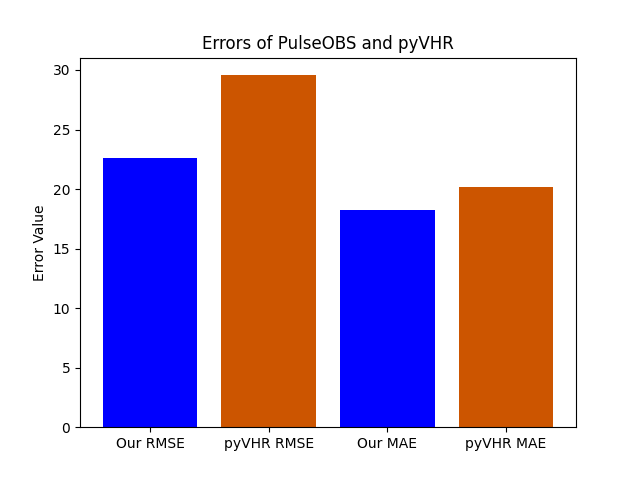 Errors of PulseOBS and pyVHR
Error Value
30
25
20
15
10
5
0
Our RMSE
pyVHR RMSE
Our MAE
pyVHR MAE